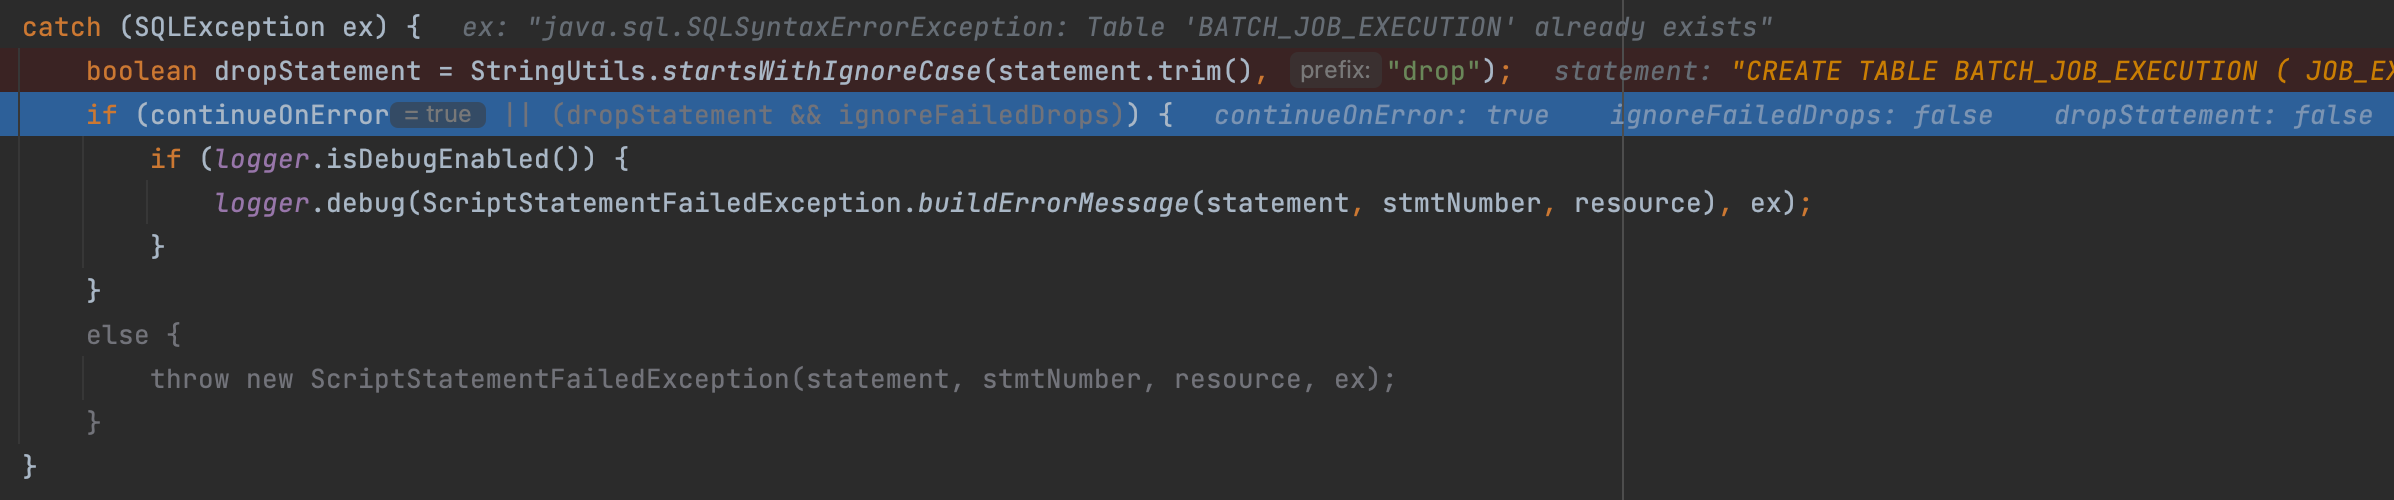 catch (SQLException ex) {   ex: "java.sql.SQLSyntaxErrorException: Table 'BATCH_JOB_EXECUTION' already exists"
    boolean dropStatement = StringUtils.startsWithIgnoreCase(statement.trim(), prefix: "drop");   statement: "CREATE TABLE BATCH_JOB_EXECUTION ( JOB_EX
    if (continueOnError = true || (dropStatement && ignoreFailedDrops)) {   continueOnError: true    ignoreFailedDrops: false    dropStatement: false
        if (logger.isDebugEnabled()) {
            logger.debug(ScriptStatementFailedException.buildErrorMessage(statement, stmtNumber, resource), ex);
        }
    }
    else {
        throw new ScriptStatementFailedException(statement, stmtNumber, resource, ex);
    }
}